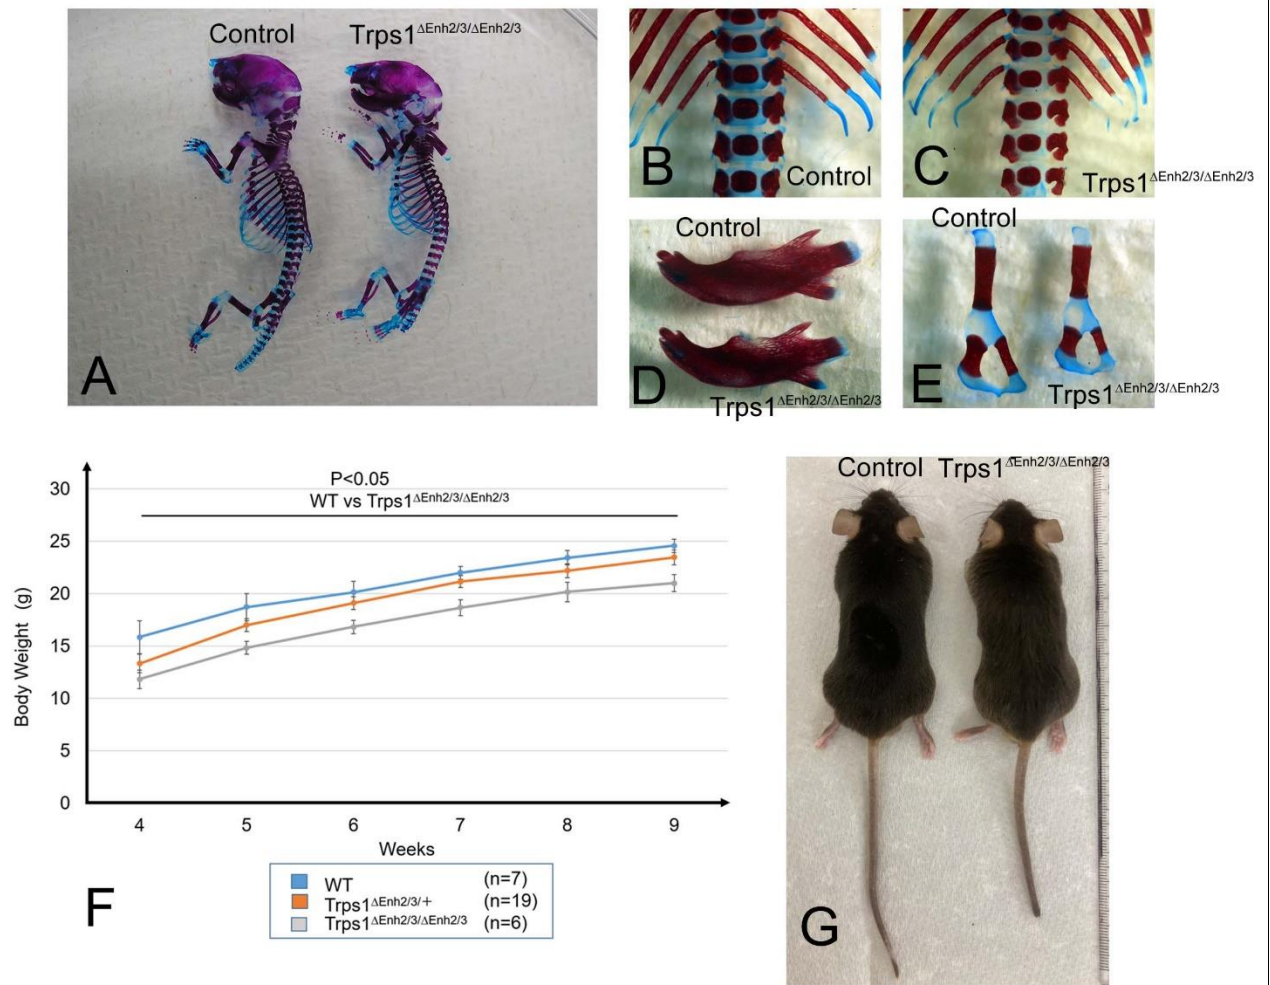 Control Trps1ΔEnh2/3/ΔEnh2/3
A
B Control
C Trps1ΔEnh2/3/ΔEnh2/3
Control
D
Trps1ΔEnh2/3/ΔEnh2/3
Control
E Trps1ΔEnh2/3/ΔEnh2/3
P<0.05
WT vs Trps1ΔEnh2/3/ΔEnh2/3
30
25
20
15
10
5
0
Body Weight (g)
4 5 6 7 8 9
Weeks
WT (n=7)
Trps1ΔEnh2/3/+ (n=19)
Trps1ΔEnh2/3/ΔEnh2/3 (n=6)
F
Control Trps1ΔEnh2/3/ΔEnh2/3
G